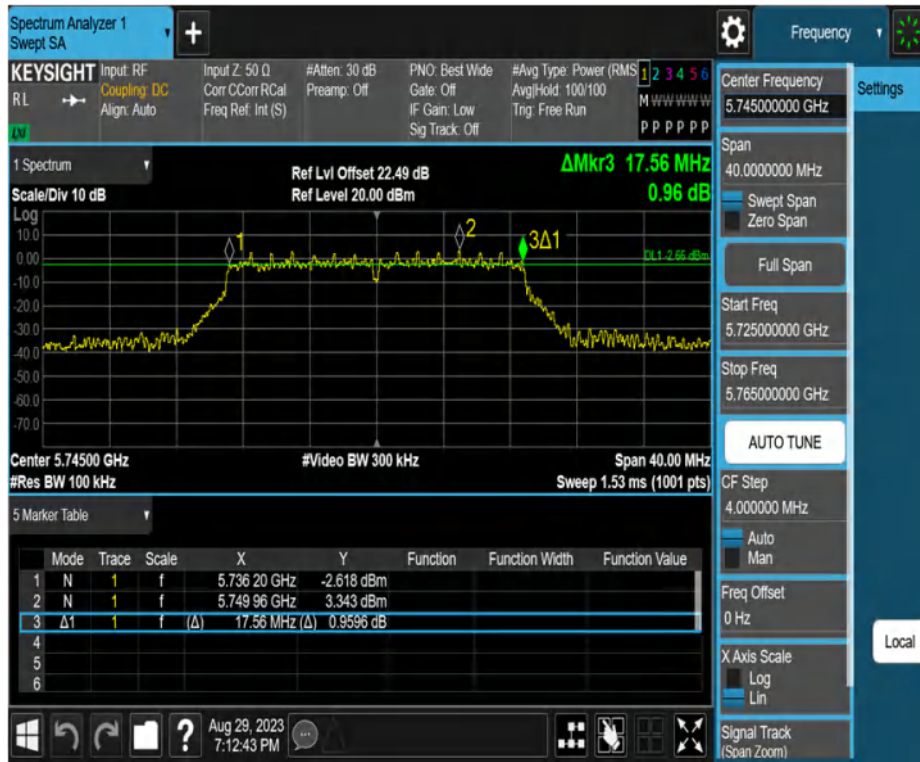 Spectrum Analyzer 1
Swept SA
Frequency
KEYSIGHT
RL
LXI
Input: RF
Coupling: DC
Align: Auto
Input Z: 50 Ω
Corr CCorr RCal
Freq Ref: Int (S)
#Atten: 30 dB
Preamp: Off
PNO: Best Wide
Gate: Off
IF Gain: Low
Sig Track: Off
#Avg Type: Power (RMS
Avg|Hold: 100/100
Trig: Free Run
1 2 3 4 5 6
M W W W W W
P P P P P P
Center Frequency
5.745000000 GHz
Settings
Span
40.0000000 MHz
Swept Span
Zero Span
Full Span
Start Freq
5.725000000 GHz
Stop Freq
5.765000000 GHz
AUTO TUNE
CF Step
4.000000 MHz
Auto
Man
Freq Offset
0 Hz
X Axis Scale
Log
Lin
Signal Track
(Span Zoom)
Local
1 Spectrum
Scale/Div 10 dB
Ref Lvl Offset 22.49 dB
Ref Level 20.00 dBm
ΔMkr3 17.56 MHz
0.96 dB
Log
10.0
0.00
-10.0
-20.0
-30.0
-40.0
-50.0
-60.0
-70.0
1
2
3Δ1
DL1 -2.66 dBm
Center 5.74500 GHz
#Video BW 300 kHz
Span 40.00 MHz
#Res BW 100 kHz
Sweep 1.53 ms (1001 pts)
5 Marker Table
Mode Trace Scale X Y Function Function Width Function Value
1 N 1 f 5.736 20 GHz -2.618 dBm
2 N 1 f 5.749 96 GHz 3.343 dBm
3 Δ1 1 f (Δ) 17.56 MHz (Δ) 0.9596 dB
4
5
6
?
Aug 29, 2023
7:12:43 PM